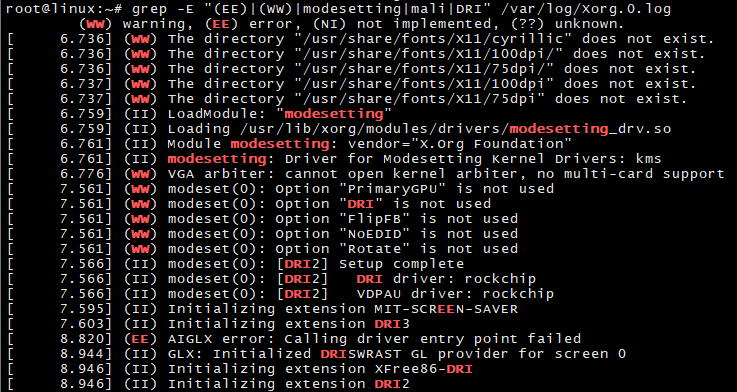 root@linux:~# grep -E "(EE)|(WW)|modesetting|mali|DRI" /var/log/Xorg.0.log
(WW) warning, (EE) error, (NI) not implemented, (??) unknown.
[     6.736] (WW) The directory "/usr/share/fonts/X11/cyrillic" does not exist.
[     6.736] (WW) The directory "/usr/share/fonts/X11/100dpi/" does not exist.
[     6.736] (WW) The directory "/usr/share/fonts/X11/75dpi/" does not exist.
[     6.737] (WW) The directory "/usr/share/fonts/X11/100dpi" does not exist.
[     6.737] (WW) The directory "/usr/share/fonts/X11/75dpi" does not exist.
[     6.759] (II) LoadModule: "modesetting"
[     6.759] (II) Loading /usr/lib/xorg/modules/drivers/modesetting_drv.so
[     6.761] (II) Module modesetting: vendor="X.Org Foundation"
[     6.761] (II) modesetting: Driver for Modesetting Kernel Drivers: kms
[     6.776] (WW) VGA arbiter: cannot open kernel arbiter, no multi-card support
[     7.561] (WW) modeset(0): Option "PrimaryGPU" is not used
[     7.561] (WW) modeset(0): Option "DRI" is not used
[     7.561] (WW) modeset(0): Option "FlipFB" is not used
[     7.561] (WW) modeset(0): Option "NoEDID" is not used
[     7.561] (WW) modeset(0): Option "Rotate" is not used
[     7.566] (II) modeset(0): [DRI2] Setup complete
[     7.566] (II) modeset(0): [DRI2]   DRI driver: rockchip
[     7.566] (II) modeset(0): [DRI2]   VDPAU driver: rockchip
[     7.595] (II) Initializing extension MIT-SCREEN-SAVER
[     7.603] (II) Initializing extension DRI3
[     8.820] (EE) AIGLX error: Calling driver entry point failed
[     8.944] (II) GLX: Initialized DRISWRAST GL provider for screen 0
[     8.946] (II) Initializing extension XFree86-DRI
[     8.946] (II) Initializing extension DRI2